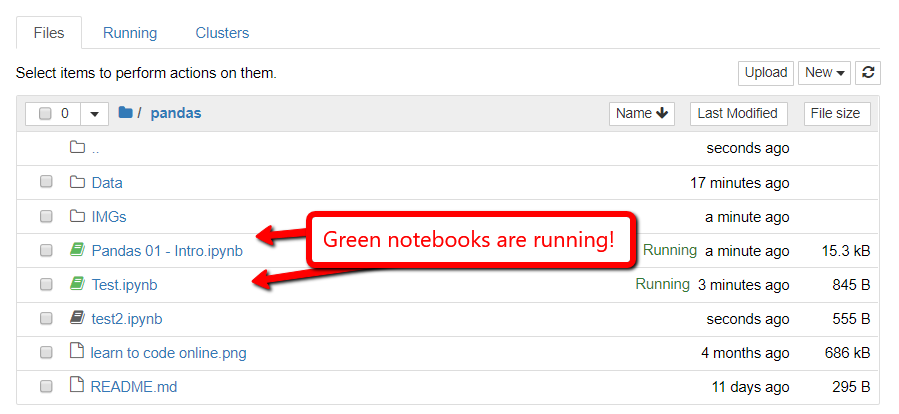 Files Running Clusters
Select items to perform actions on them. Upload New
0 / pandas Name Last Modified File size
.. seconds ago
Data 17 minutes ago
IMGs a minute ago
Green notebooks are running!
Pandas 01 - Intro.ipynb Running a minute ago 15.3 kB
Test.ipynb Running 3 minutes ago 845 B
test2.ipynb seconds ago 555 B
learn to code online.png 4 months ago 686 kB
README.md 11 days ago 295 B